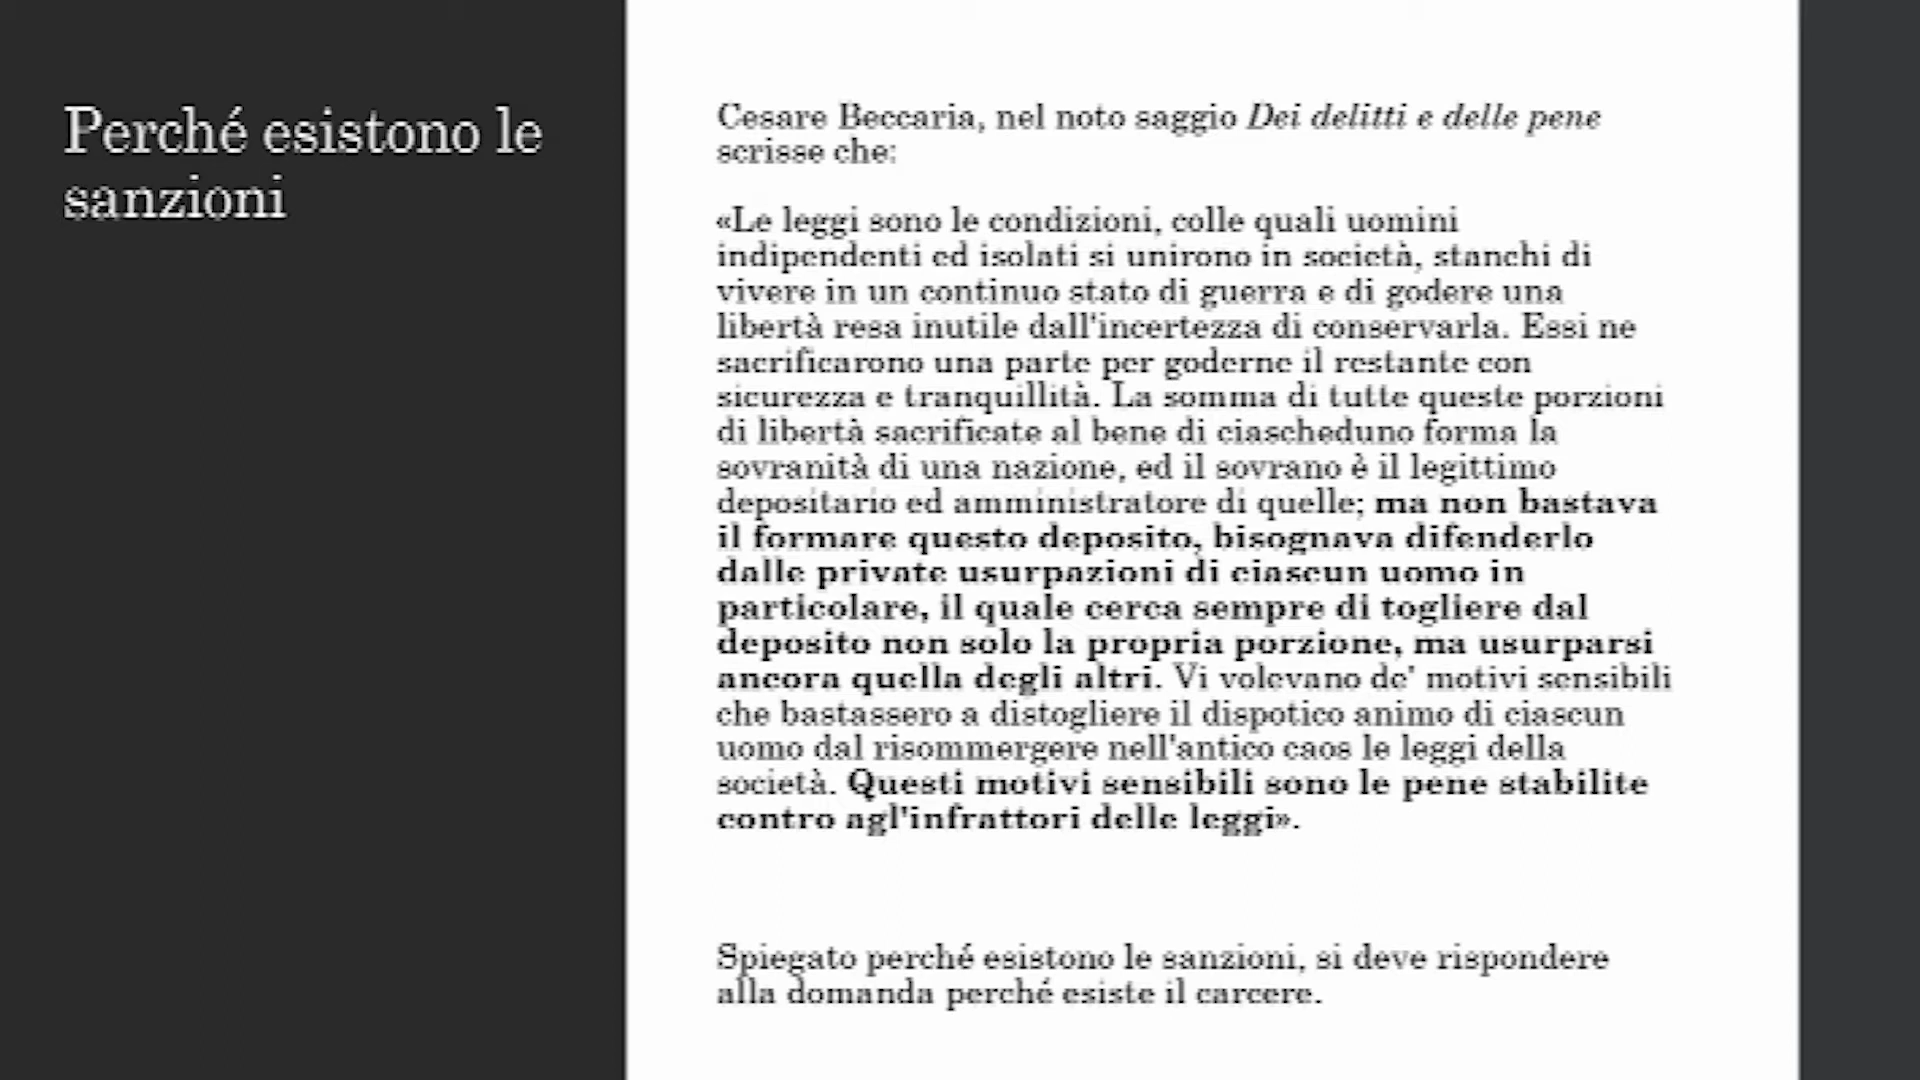 Perché esistono le
sanzioni
Cesare Beccaria, nel noto saggio Dei delitti e delle pene
scrisse che:
«Le leggi sono le condizioni, colle quali uomini
indipendenti ed isolati si unirono in società, stanchi di
vivere in un continuo stato di guerra e di godere una
libertà resa inutile dall'incertezza di conservarla. Essi ne
sacrificarono una parte per goderne il restante con
sicurezza e tranquillità. La somma di tutte queste porzioni
di libertà sacrificate al bene di ciascheduno forma la
sovranità di una nazione, ed il sovrano è il legittimo
depositario ed amministratore di quelle; ma non bastava
il formare questo deposito, bisognava difenderlo
dalle private usurpazioni di ciascun uomo in
particolare, il quale cerca sempre di togliere dal
deposito non solo la propria porzione, ma usurparsi
ancora quella degli altri. Vi volevano de' motivi sensibili
che bastassero a distogliere il dispotico animo di ciascun
uomo dal risommergere nell'antico caos le leggi della
società. Questi motivi sensibili sono le pene stabilite
contro agl'infrattori delle leggi».
Spiegato perché esistono le sanzioni, si deve rispondere
alla domanda perché esiste il carcere.